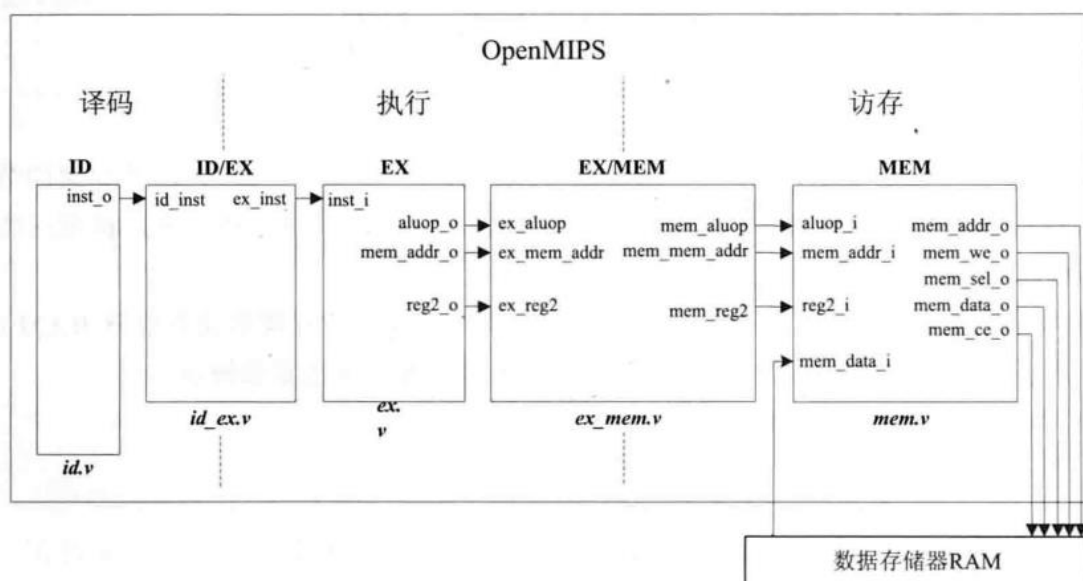 OpenMIPS
译码
执行
访存
ID
ID/EX
EX
EX/MEM
MEM
inst_o
id_inst
ex_inst
inst_i
aluop_o
mem_addr_o
reg2_o
ex_aluop
ex_mem_addr
ex_reg2
mem_aluop
mem_mem_addr
mem_reg2
aluop_i
mem_addr_i
reg2_i
mem_data_i
mem_addr_o
mem_we_o
mem_sel_o
mem_data_o
mem_ce_o
id.v
id_ex.v
ex.
v
ex_mem.v
mem.v
数据存储器RAM